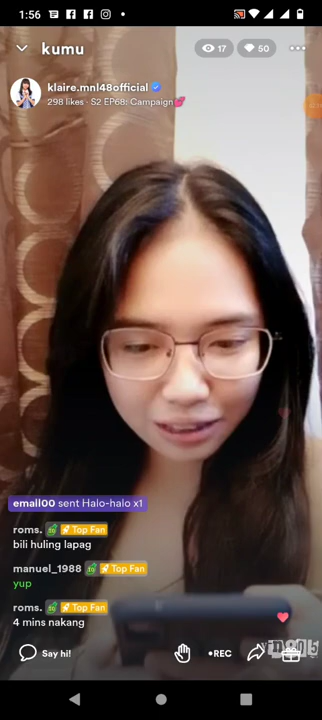 1:56
kumu
17
50
klaire.mnl48official
298 likes · S2 EP68: Campaign💕
email00 sent Halo-halo x1
roms. Top Fan
bili huling lapag
manuel_1988 Top Fan
yup
roms. Top Fan
4 mins nakang
Say hi!
•REC